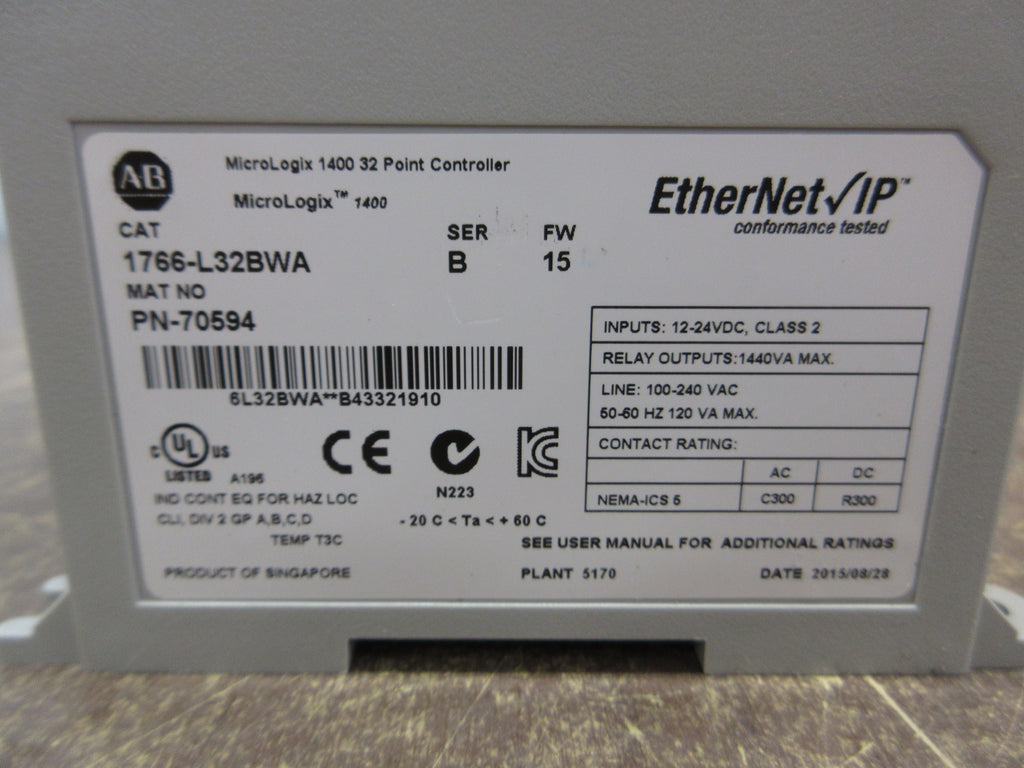 AB
MicroLogix 1400 32 Point Controller
MicroLogix™ 1400
EtherNet/IP™
conformance tested
CAT SER FW
1766-L32BWA B 15
MAT NO
PN-70594
6L32BWA**B43321910
INPUTS: 12-24VDC, CLASS 2
RELAY OUTPUTS:1440VA MAX.
LINE: 100-240 VAC
50-60 HZ 120 VA MAX.
CONTACT RATING:
AC DC
NEMA-ICS 5 C300 R300
c UL us
LISTED A196
CE
N223
KC
IND CONT EQ FOR HAZ LOC
CLI, DIV 2 GP A,B,C,D
TEMP T3C
- 20 C < Ta < + 60 C
SEE USER MANUAL FOR ADDITIONAL RATINGS
PRODUCT OF SINGAPORE PLANT 5170 DATE 2015/08/28